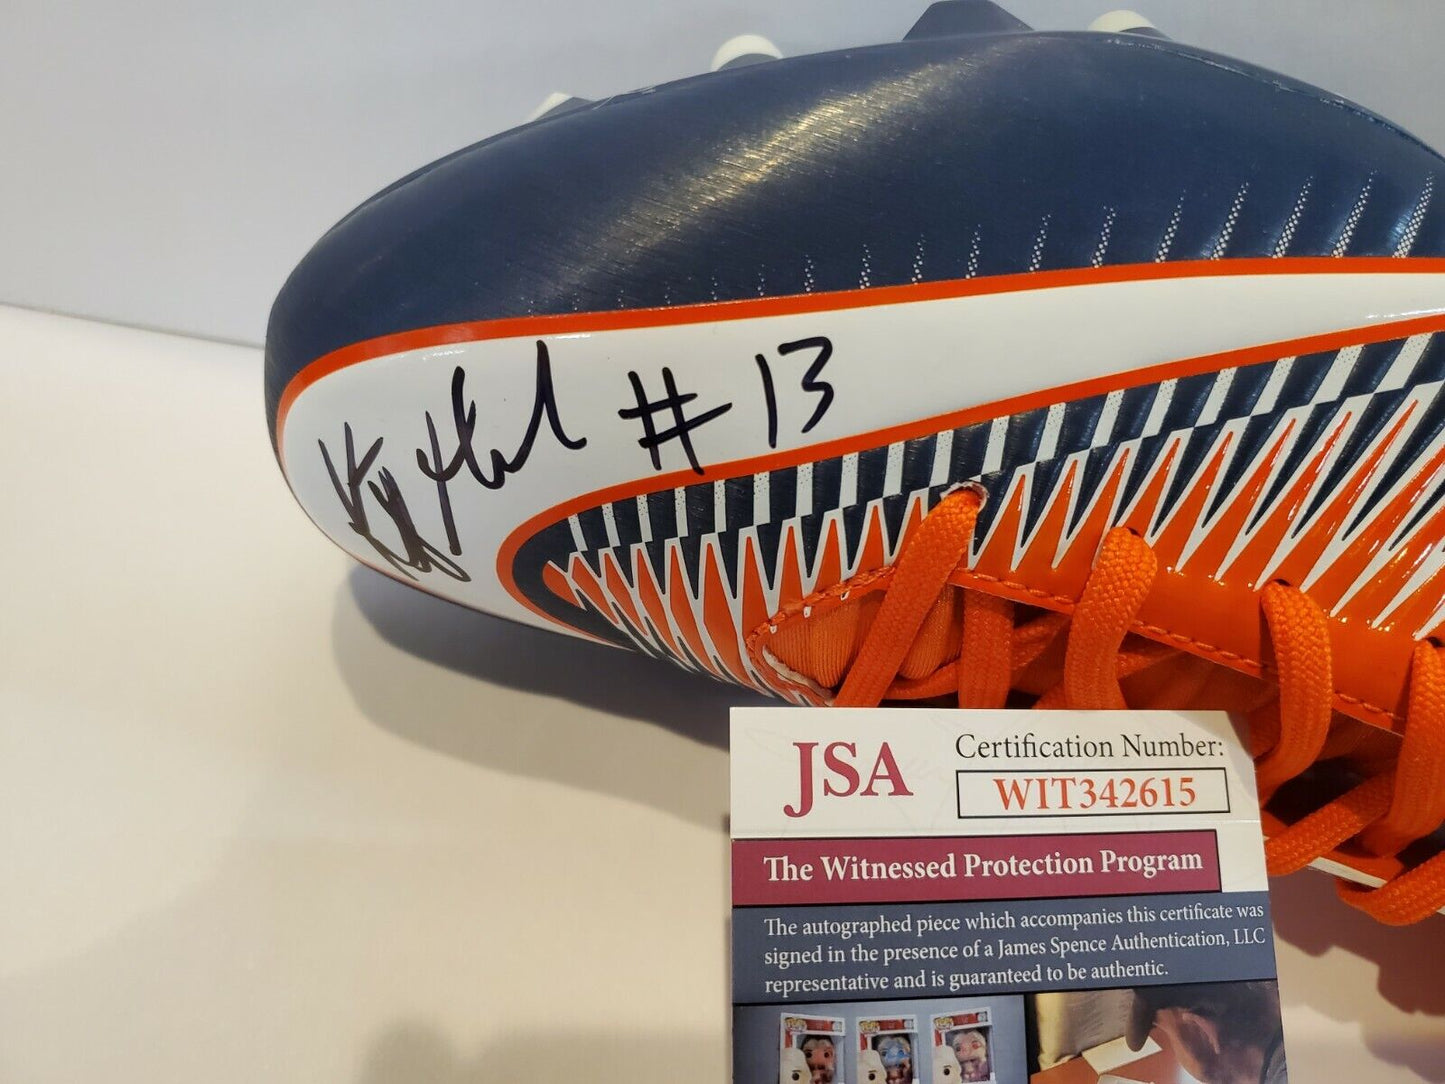 #13
JSA
Certification Number:
WIT342615
The Witnessed Protection Program
The autographed piece which accompanies this certificate was
signed in the presence of a James Spence Authentication, LLC
representative and is guaranteed to be authentic.